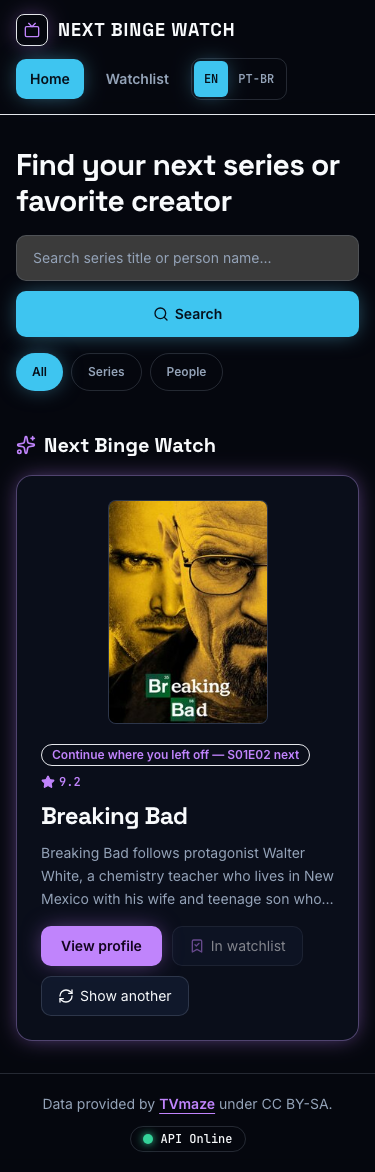 NEXT BINGE WATCH
Home Watchlist EN PT-BR
Find your next series or
favorite creator
Search series title or person name...
Search
All Series People
Next Binge Watch
Breaking
Bad
Continue where you left off — S01E02 next
9.2
Breaking Bad
Breaking Bad follows protagonist Walter
White, a chemistry teacher who lives in New
Mexico with his wife and teenage son who...
View profile In watchlist
Show another
Data provided by TVmaze under CC BY-SA.
API Online